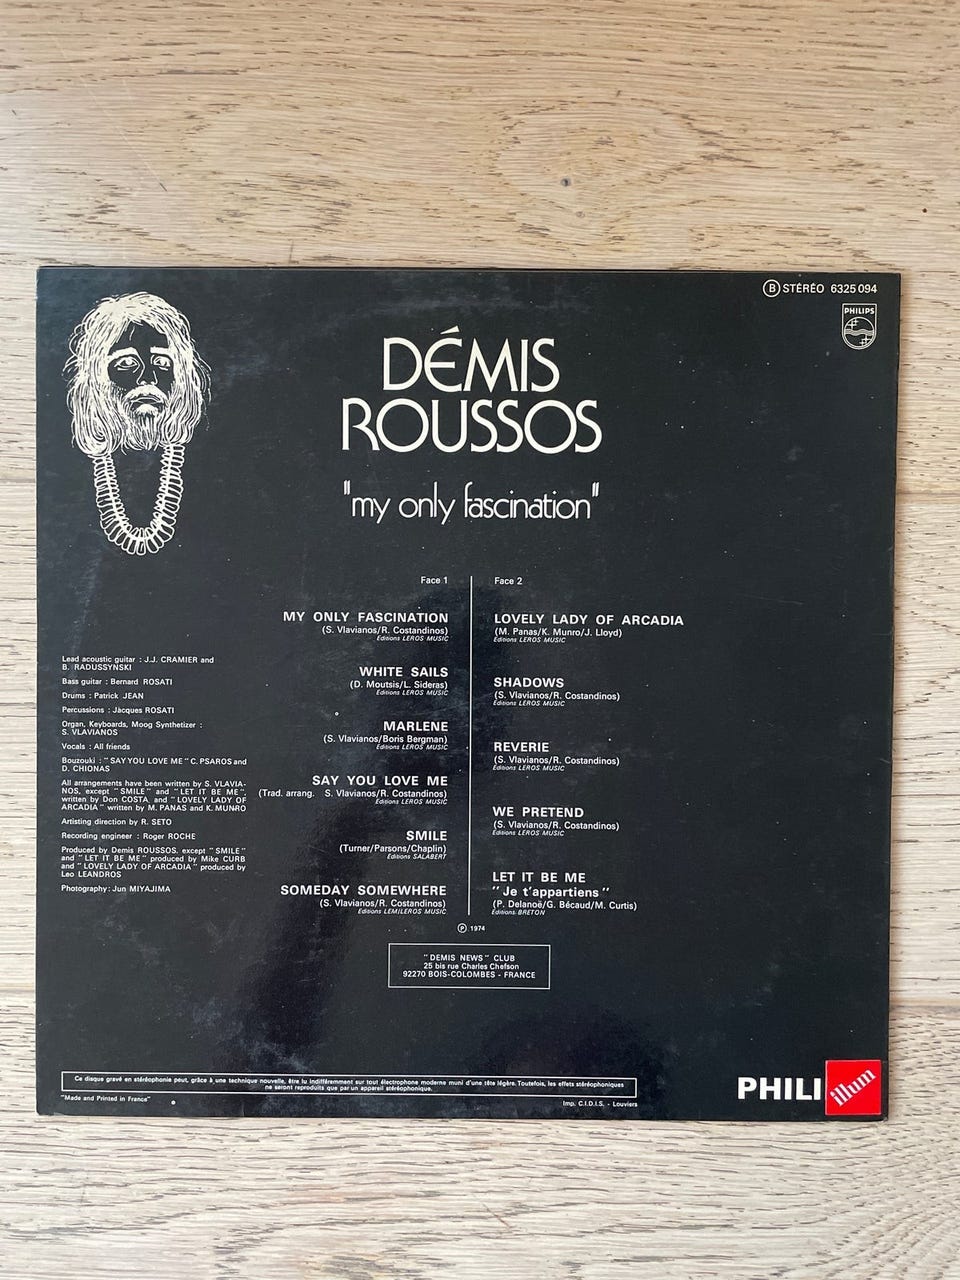 B STÉRÉO 6325 094
PHILIPS
DÉMIS
ROUSSOS
"my only fascination"
Face 1
MY ONLY FASCINATION
(S. Vlavianos/R. Costandinos)
Editions LEROS MUSIC
WHITE SAILS
(D. Moutsis/L. Sideras)
Editions LEROS MUSIC
MARLENE
(S. Vlavianos/Boris Bergman)
Editions LEROS MUSIC
SAY YOU LOVE ME
(Trad. arrang. S. Vlavianos/R. Costandinos)
Editions LEROS MUSIC
SMILE
(Turner/Parsons/Chaplin)
Editions SALABERT
SOMEDAY SOMEWHERE
(S. Vlavianos/R. Costandinos)
Editions LEMILEROS MUSIC
Face 2
LOVELY LADY OF ARCADIA
(M. Panas/K. Munro/J. Lloyd)
Editions LEROS MUSIC
SHADOWS
(S. Vlavianos/R. Costandinos)
Editions LEROS MUSIC
REVERIE
(S. Vlavianos/R. Costandinos)
Editions LEROS MUSIC
WE PRETEND
(S. Vlavianos/R. Costandinos)
Editions LEROS MUSIC
LET IT BE ME
"Je t'appartiens"
(P. Delanoë/G. Bécaud/M. Curtis)
Editions BRETON
Lead acoustic guitar : J.J. CRAMIER and
B. RADUSSYNSKI
Bass guitar : Bernard ROSATI
Drums : Patrick JEAN
Percussions : Jacques ROSATI
Organ, Keyboards, Moog Synthetizer :
S. VLAVIANOS
Vocals : All friends
Bouzouki : "SAY YOU LOVE ME" C. PSAROS and
D. CHIONAS
All arrangements have been written by S. VLAVIA-
NOS, except "SMILE" and "LET IT BE ME",
written by Don COSTA, and "LOVELY LADY OF
ARCADIA" written by M. PANAS and K. MUNRO
Artisting direction by R. SETO
Recording engineer : Roger ROCHE
Produced by Demis ROUSSOS, except "SMILE"
and "LET IT BE ME" produced by Mike CURB
and "LOVELY LADY OF ARCADIA" produced by
Leo LEANDROS
Photography : Jun MIYAJIMA
Ⓟ 1974
"DEMIS NEWS" CLUB
25 bis rue Charles Chefson
92270 BOIS-COLOMBES - FRANCE
Ce disque gravé en stéréophonie peut, grâce à une technique nouvelle, être lu indifféremment sur tout électrophone moderne muni d'une tête légère. Toutefois, les effets stéréophoniques
ne seront reproduits que par un appareil stéréophonique.
"Made and Printed in France"
Imp. C.I.D.I.S. - Louviers
PHILI
illum